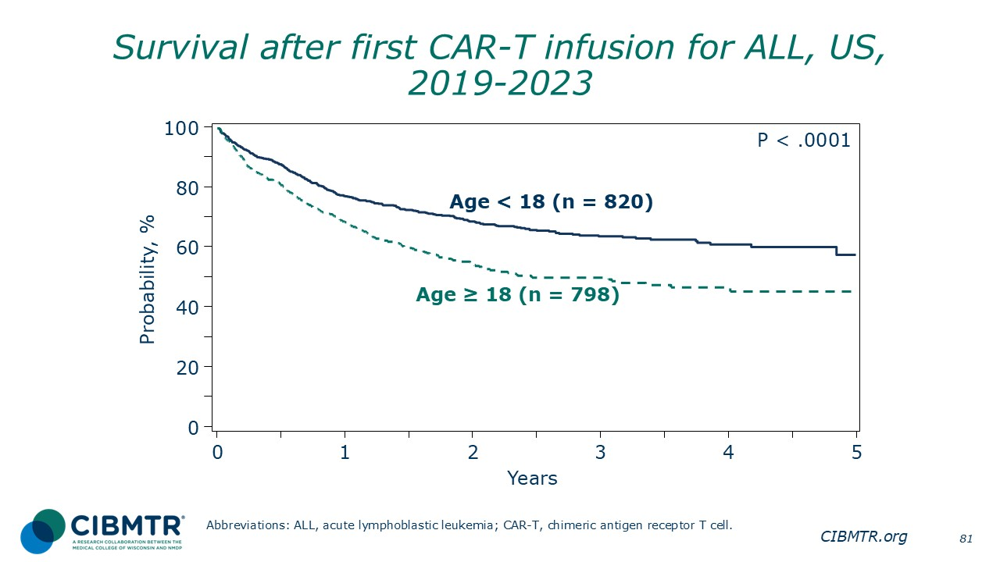 Survival after first CAR-T infusion for ALL, US,
2019-2023
P < .0001
100
80
60
40
20
0
Probability, %
Age < 18 (n = 820)
Age ≥ 18 (n = 798)
0 1 2 3 4 5
Years
CIBMTR®
A RESEARCH COLLABORATION BETWEEN THE
MEDICAL COLLEGE OF WISCONSIN AND NMDP
Abbreviations: ALL, acute lymphoblastic leukemia; CAR-T, chimeric antigen receptor T cell.
CIBMTR.org
81